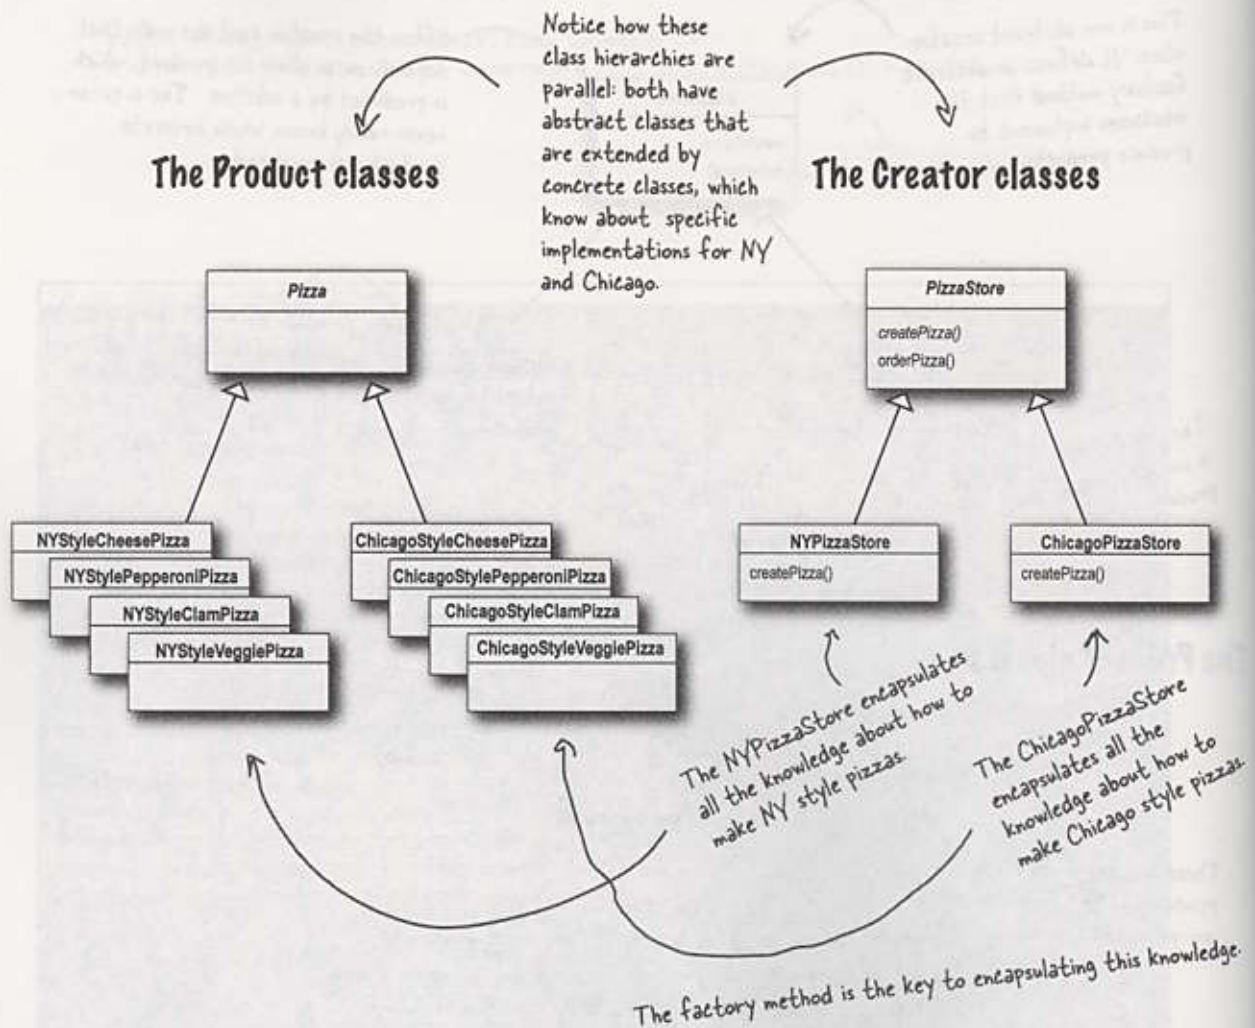 Notice how these
class hierarchies are
parallel: both have
abstract classes that
are extended by
concrete classes, which
know about specific
implementations for NY
and Chicago.
The Product classes
The Creator classes
Pizza
PizzaStore
createPizza()
orderPizza()
NYStyleCheesePizza
NYStylePepperoniPizza
NYStyleClamPizza
NYStyleVeggiePizza
ChicagoStyleCheesePizza
ChicagoStylePepperoniPizza
ChicagoStyleClamPizza
ChicagoStyleVeggiePizza
NYPizzaStore
createPizza()
ChicagoPizzaStore
createPizza()
The NYPizzaStore encapsulates
all the knowledge about how to
make NY style pizzas.
The ChicagoPizzaStore
encapsulates all the
knowledge about how to
make Chicago style pizzas.
The factory method is the key to encapsulating this knowledge.